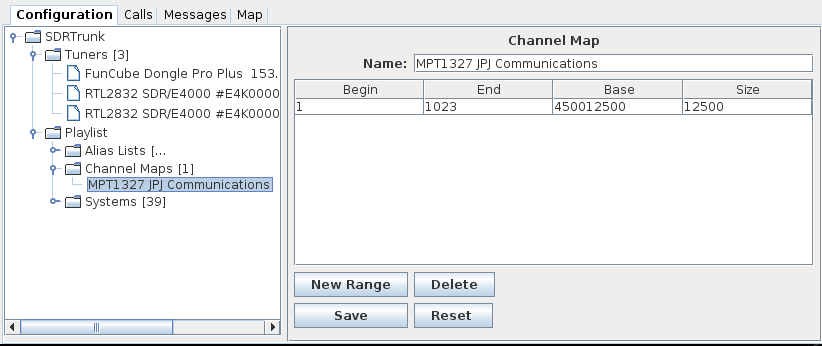 Configuration Calls Messages Map
SDRTrunk
Tuners [3]
FunCube Dongle Pro Plus 153.
RTL2832 SDR/E4000 #E4K0000
RTL2832 SDR/E4000 #E4K0000
Playlist
Alias Lists [...
Channel Maps [1]
MPT1327 JPJ Communications
Systems [39]
Channel Map
Name: MPT1327 JPJ Communications
Begin End Base Size
1 1023 450012500 12500
New Range Delete
Save Reset